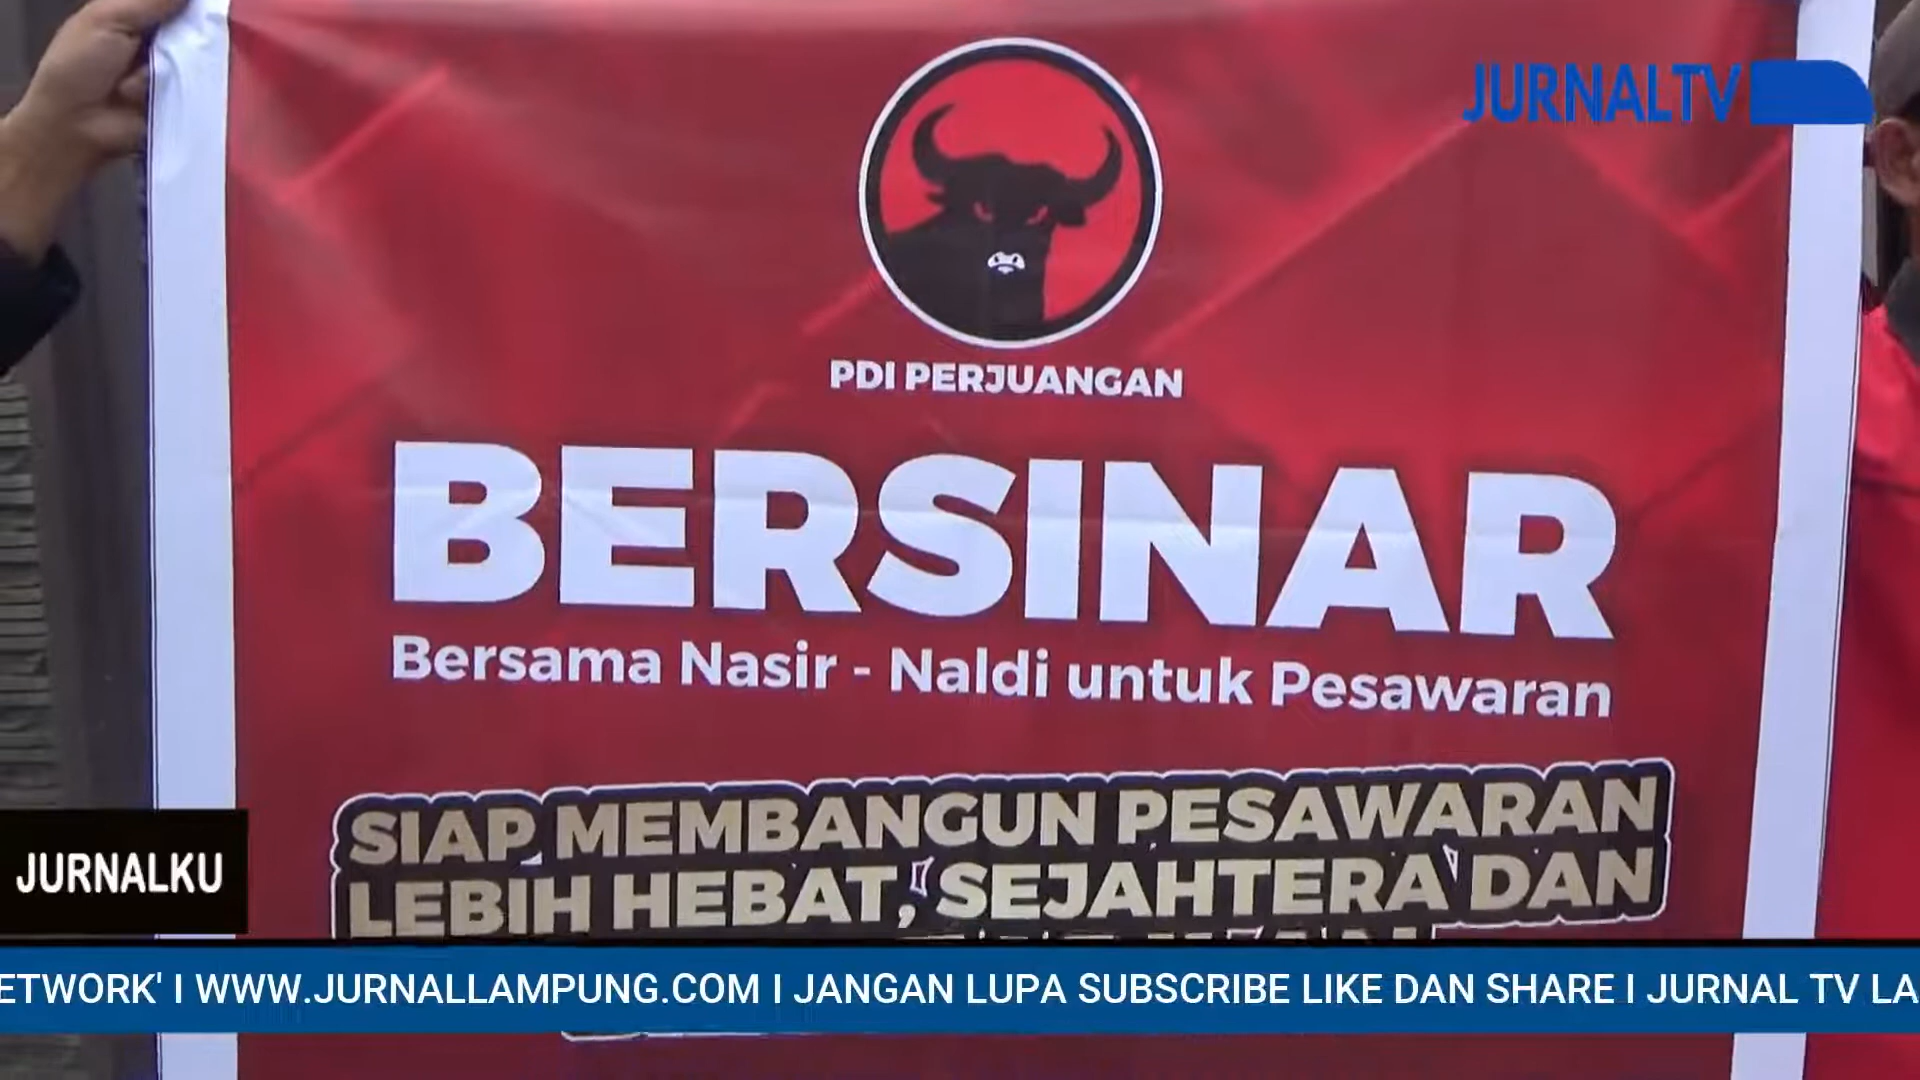 JURNALTV
PDI PERJUANGAN
BERSINAR
Bersama Nasir - Naldi untuk Pesawaran
SIAP MEMBANGUN PESAWARAN
LEBIH HEBAT, SEJAHTERA DAN
JURNALKU
ETWORK' I WWW.JURNALLAMPUNG.COM I JANGAN LUPA SUBSCRIBE LIKE DAN SHARE I JURNAL TV LA